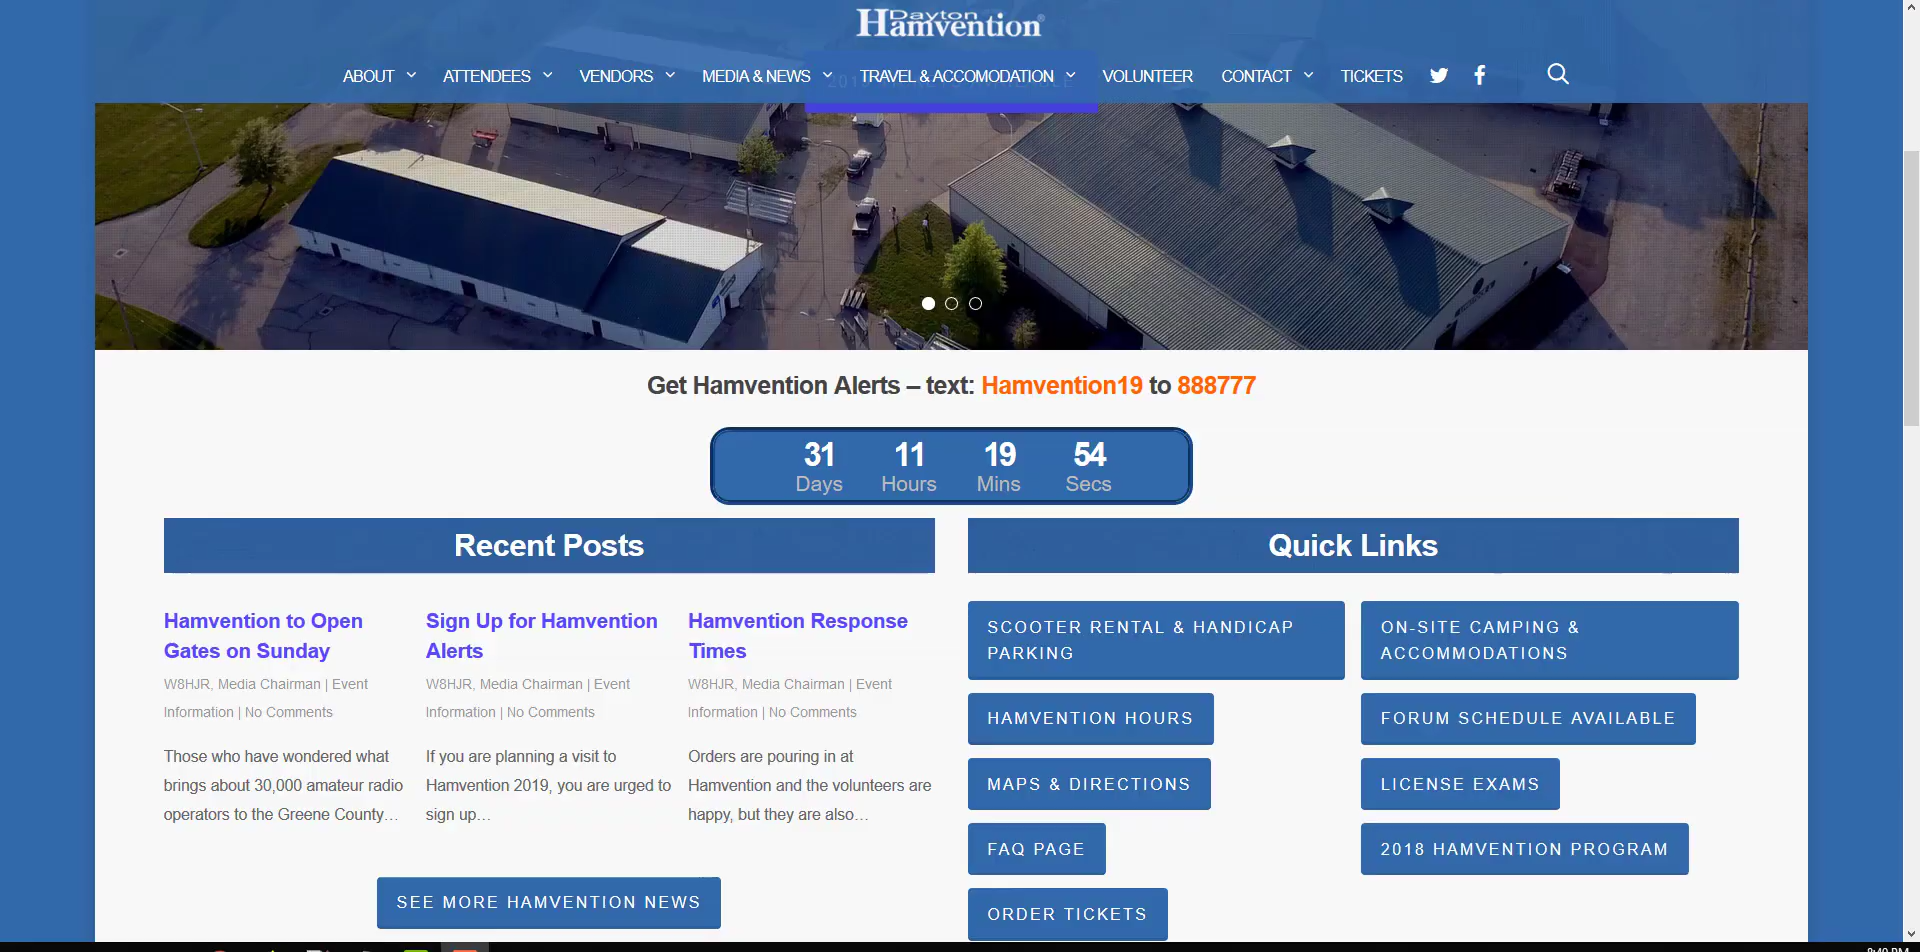 Dayton
Hamvention
ABOUT ATTENDEES VENDORS MEDIA & NEWS TRAVEL & ACCOMODATION VOLUNTEER CONTACT TICKETS
Get Hamvention Alerts – text: Hamvention19 to 888777
31 11 19 54
Days Hours Mins Secs
Recent Posts
Hamvention to Open
Gates on Sunday
W8HJR, Media Chairman | Event
Information | No Comments
Those who have wondered what
brings about 30,000 amateur radio
operators to the Greene County…
Sign Up for Hamvention
Alerts
W8HJR, Media Chairman | Event
Information | No Comments
If you are planning a visit to
Hamvention 2019, you are urged to
sign up…
Hamvention Response
Times
W8HJR, Media Chairman | Event
Information | No Comments
Orders are pouring in at
Hamvention and the volunteers are
happy, but they are also…
SEE MORE HAMVENTION NEWS
Quick Links
SCOOTER RENTAL & HANDICAP
PARKING
HAMVENTION HOURS
MAPS & DIRECTIONS
FAQ PAGE
ORDER TICKETS
ON-SITE CAMPING &
ACCOMMODATIONS
FORUM SCHEDULE AVAILABLE
LICENSE EXAMS
2018 HAMVENTION PROGRAM